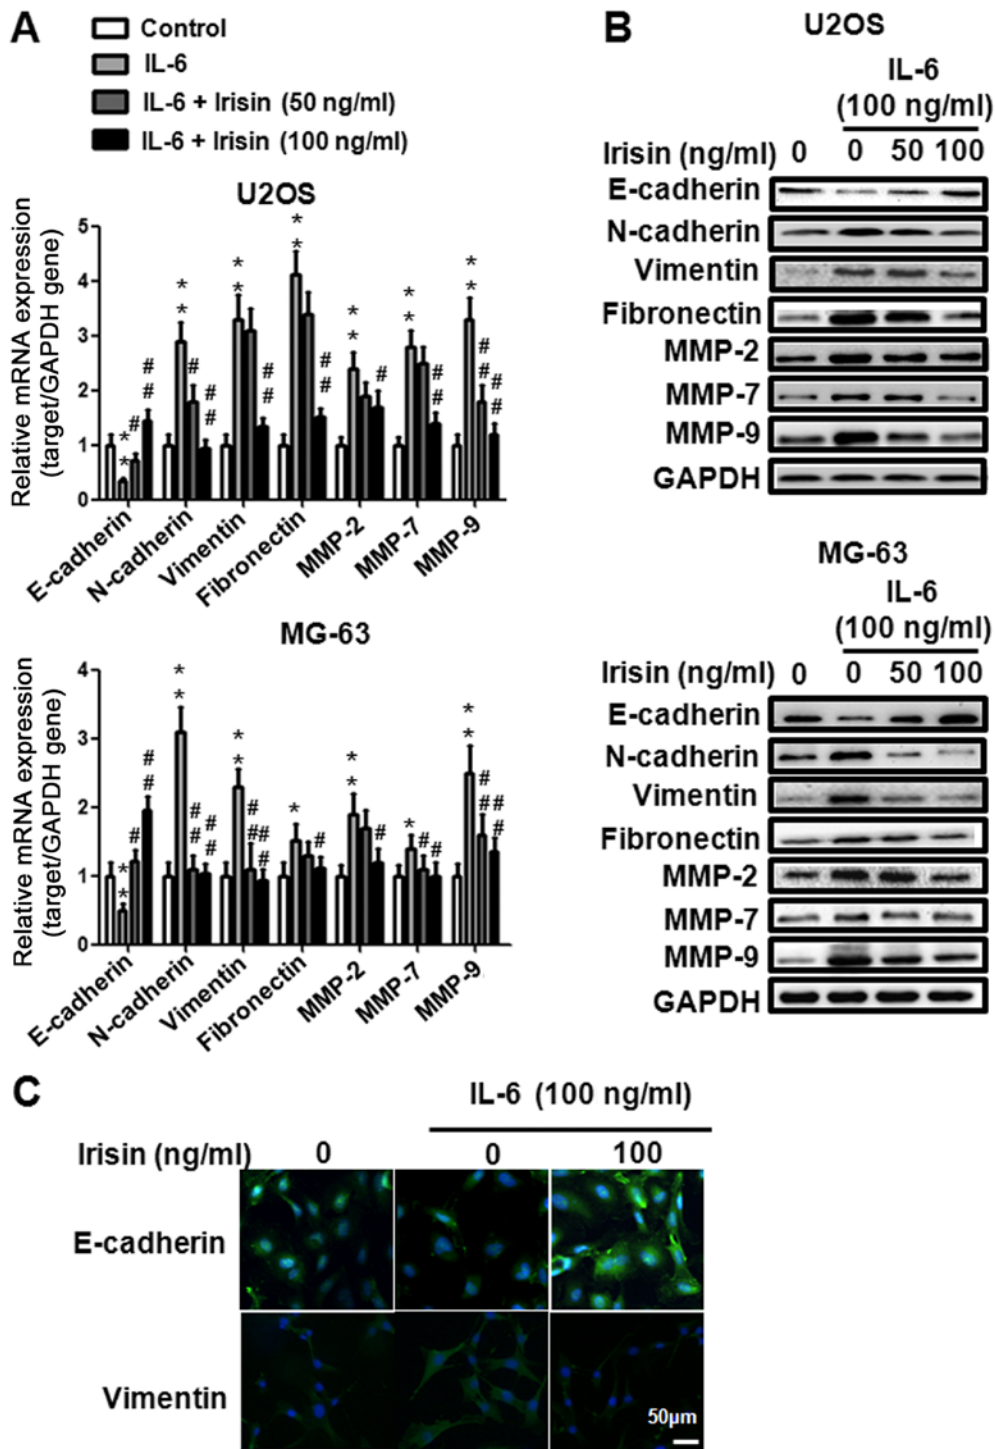 A
Control
IL-6
IL-6 + Irisin (50 ng/ml)
IL-6 + Irisin (100 ng/ml)
U2OS
Relative mRNA expression
(target/GAPDH gene)
5
4
3
2
1
0
* *
* *
* *
* *
* *
* *
* *
#
# #
# #
# #
# #
# #
#
# #
# #
# #
E-cadherin
N-cadherin
Vimentin
Fibronectin
MMP-2
MMP-7
MMP-9
MG-63
Relative mRNA expression
(target/GAPDH gene)
4
3
2
1
0
* *
* *
* *
*
* *
*
* *
#
# #
# #
# #
# #
# #
#
#
#
#
# #
# #
E-cadherin
N-cadherin
Vimentin
Fibronectin
MMP-2
MMP-7
MMP-9
B
U2OS
IL-6
(100 ng/ml)
Irisin (ng/ml) 0 0 50 100
E-cadherin
N-cadherin
Vimentin
Fibronectin
MMP-2
MMP-7
MMP-9
GAPDH
MG-63
IL-6
(100 ng/ml)
Irisin (ng/ml) 0 0 50 100
E-cadherin
N-cadherin
Vimentin
Fibronectin
MMP-2
MMP-7
MMP-9
GAPDH
C
IL-6 (100 ng/ml)
Irisin (ng/ml) 0 0 100
E-cadherin
Vimentin
50μm